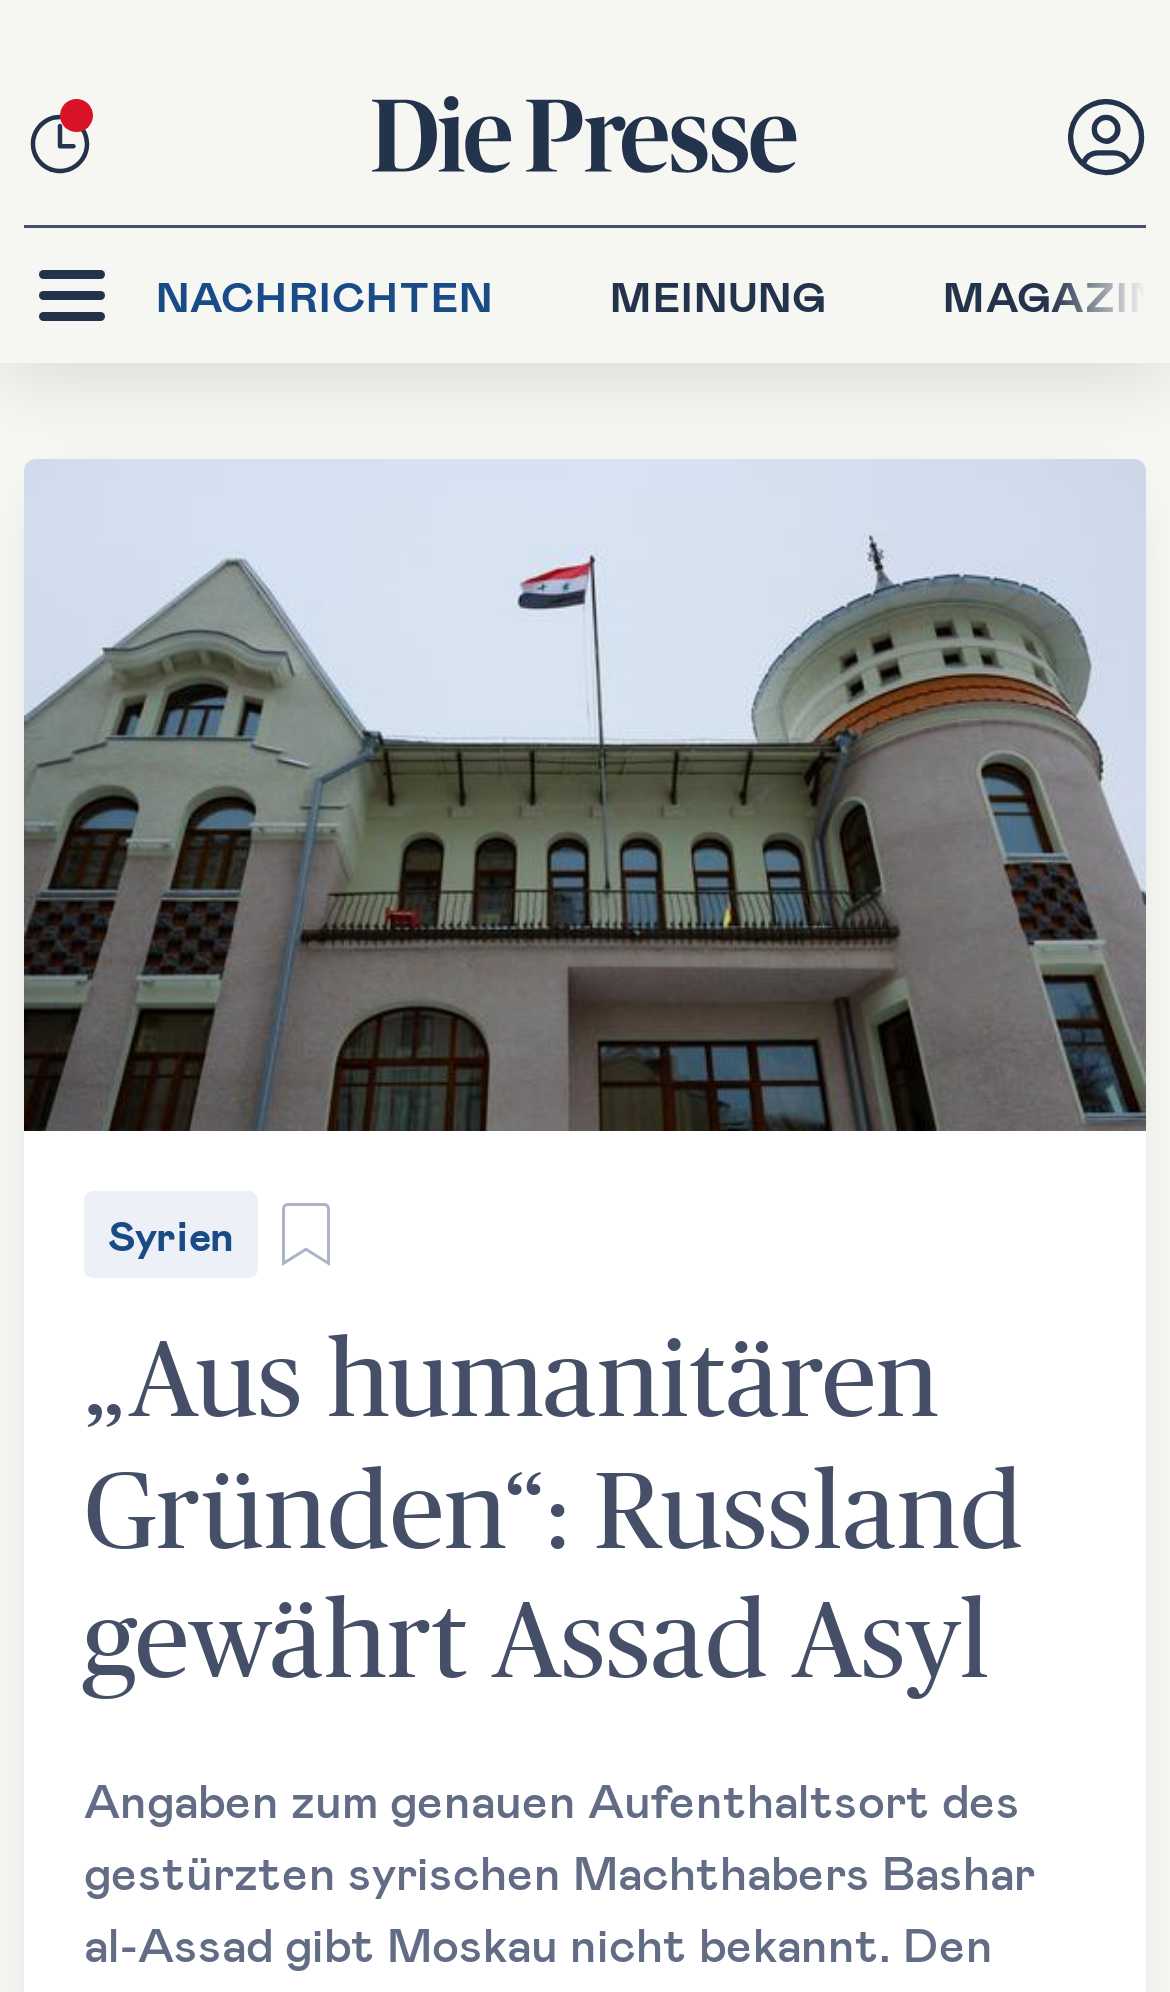 Die Presse
NACHRICHTEN MEINUNG
Syrien
„Aus humanitären
Gründen“: Russland
gewährt Assad Asyl
Angaben zum genauen Aufenthaltsort des
gestürzten syrischen Machthabers Bashar
al-Assad gibt Moskau nicht bekannt. Den